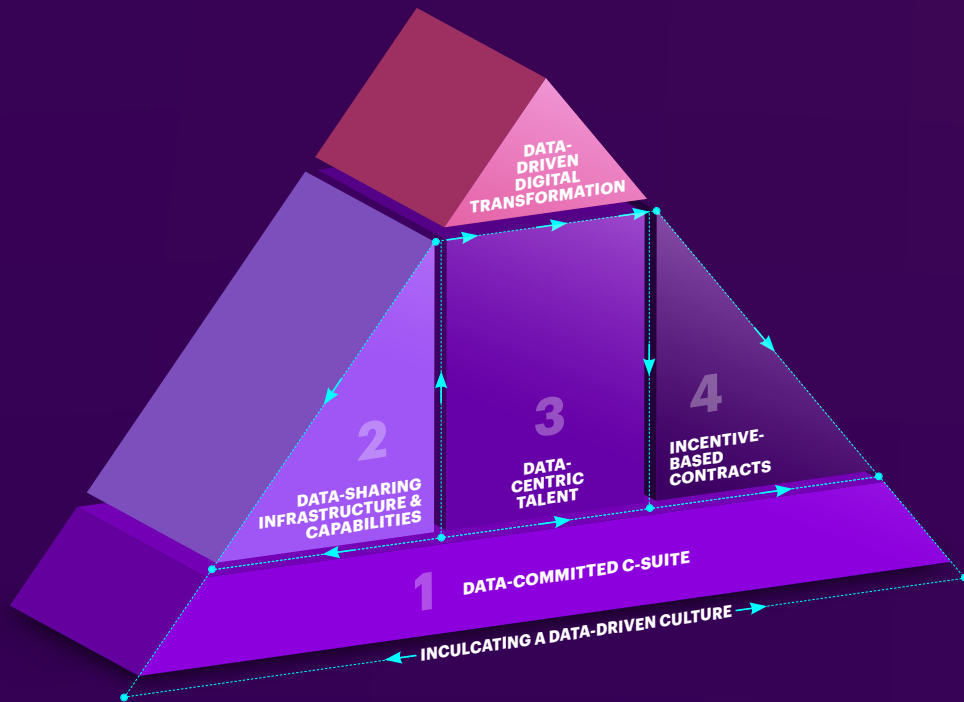 DATA-
DRIVEN
DIGITAL
TRANSFORMATION
2
DATA-SHARING
INFRASTRUCTURE &
CAPABILITIES
3
DATA-
CENTRIC
TALENT
4
INCENTIVE-
BASED
CONTRACTS
1
DATA-COMMITTED C-SUITE
INCULCATING A DATA-DRIVEN CULTURE